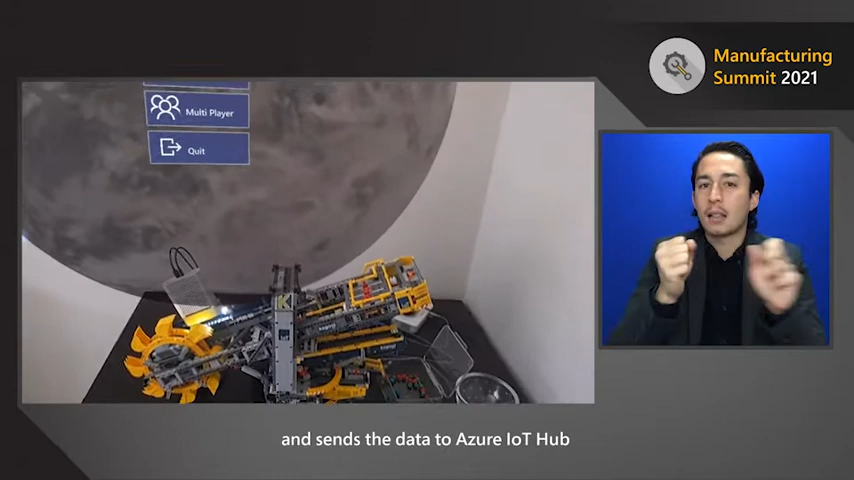 Manufacturing
Summit 2021
Multi Player
Quit
and sends the data to Azure IoT Hub